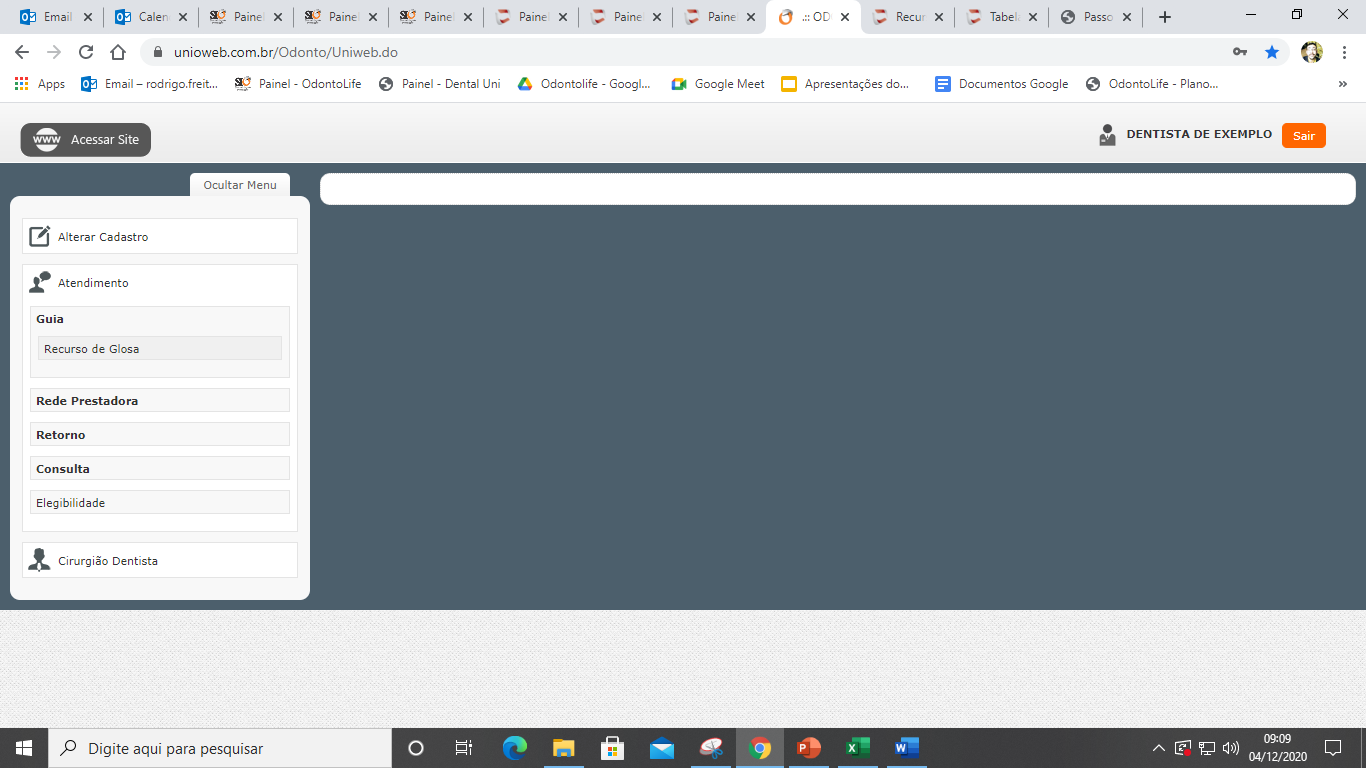 Email
Calen
Painel
Painel
Painel
Painel
Painel
Painel
.:: OD
Recur
Tabela
Passo
unioweb.com.br/Odonto/Uniweb.do
Apps
Email – rodrigo.freit...
Painel - OdontoLife
Painel - Dental Uni
Odontolife - Googl...
Google Meet
Apresentações do...
Documentos Google
OdontoLife - Plano...
»
www Acessar Site
DENTISTA DE EXEMPLO
Sair
Ocultar Menu
Alterar Cadastro
Atendimento
Guia
Recurso de Glosa
Rede Prestadora
Retorno
Consulta
Elegibilidade
Cirurgião Dentista
Digite aqui para pesquisar
09:09
04/12/2020